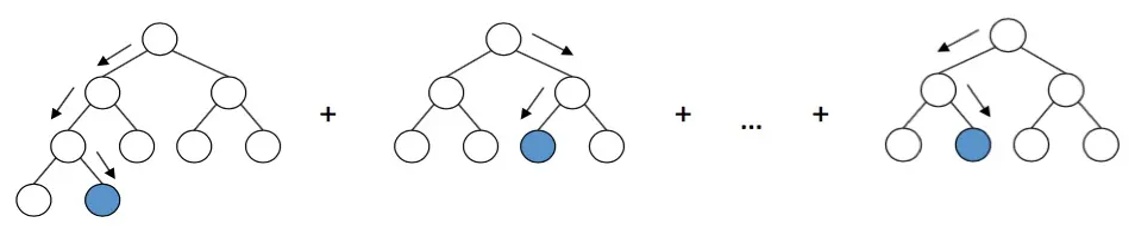 + + ... +